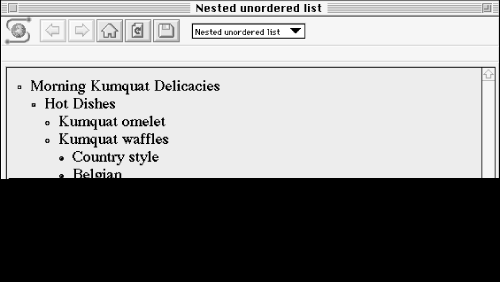 Nested unordered list
Nested unordered list
Morning Kumquat Delicacies
Hot Dishes
Kumquat omelet
Kumquat waffles
Country style
Belgian